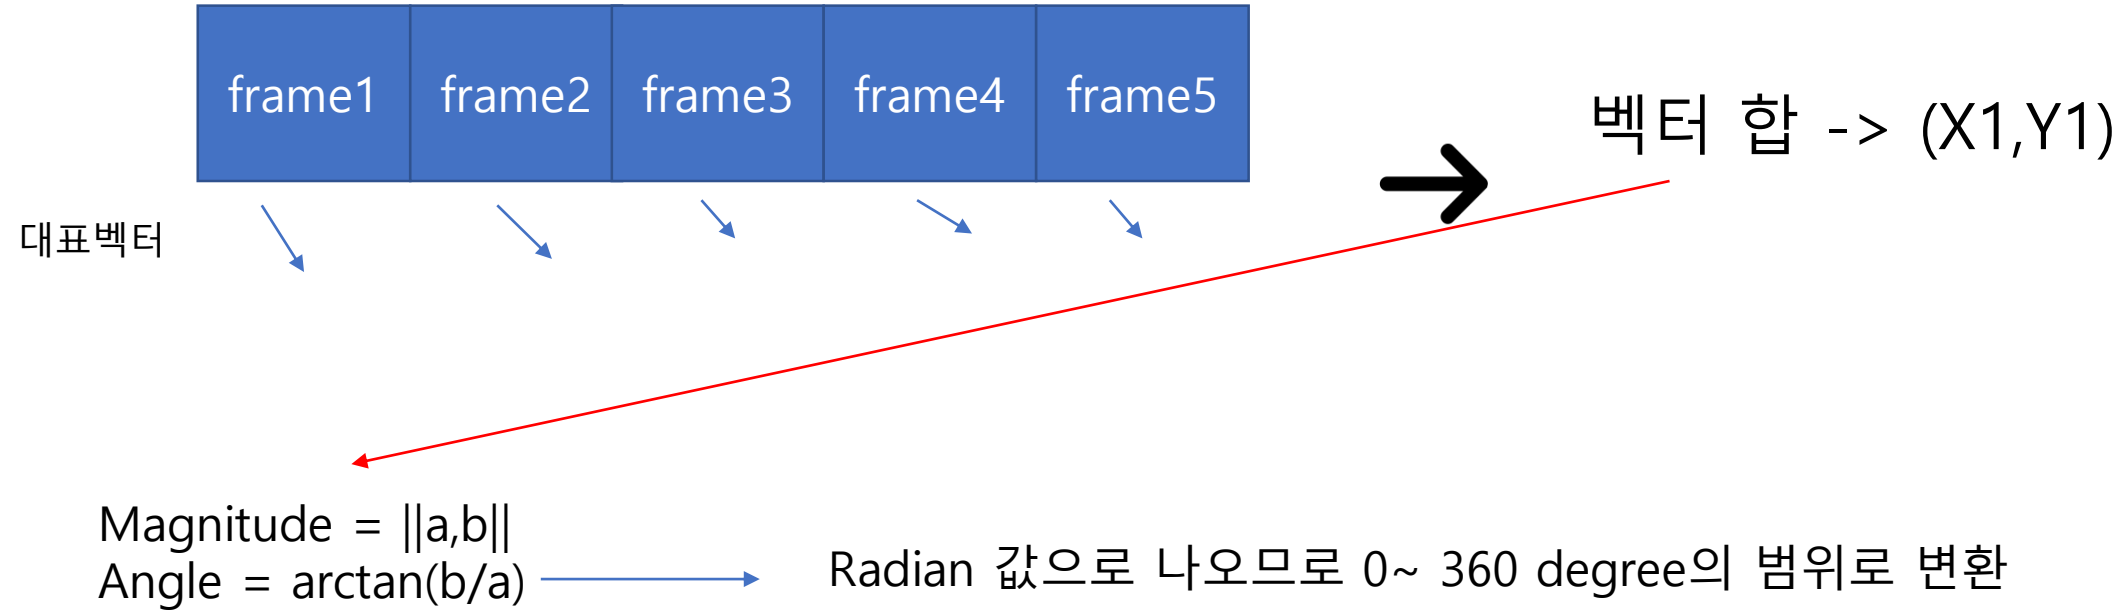 frame1 frame2 frame3 frame4 frame5
벡터 합 -> (X1,Y1)
대표벡터
Magnitude = ||a,b||
Angle = arctan(b/a)
Radian 값으로 나오므로 0~ 360 degree의 범위로 변환